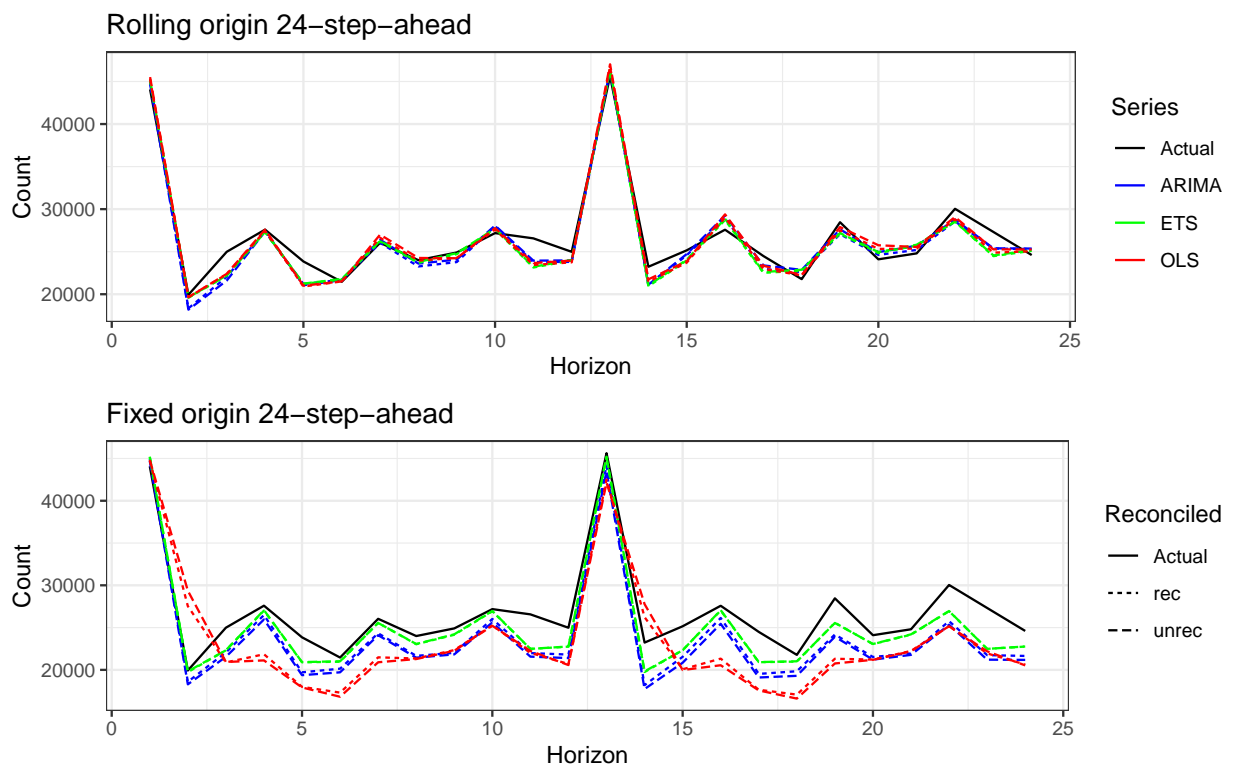 Rolling origin 24−step−ahead
40000
30000
20000
Count
0 5 10 15 20 25
Horizon
Series
Actual
ARIMA
ETS
OLS
Fixed origin 24−step−ahead
40000
30000
20000
Count
0 5 10 15 20 25
Horizon
Reconciled
Actual
rec
unrec